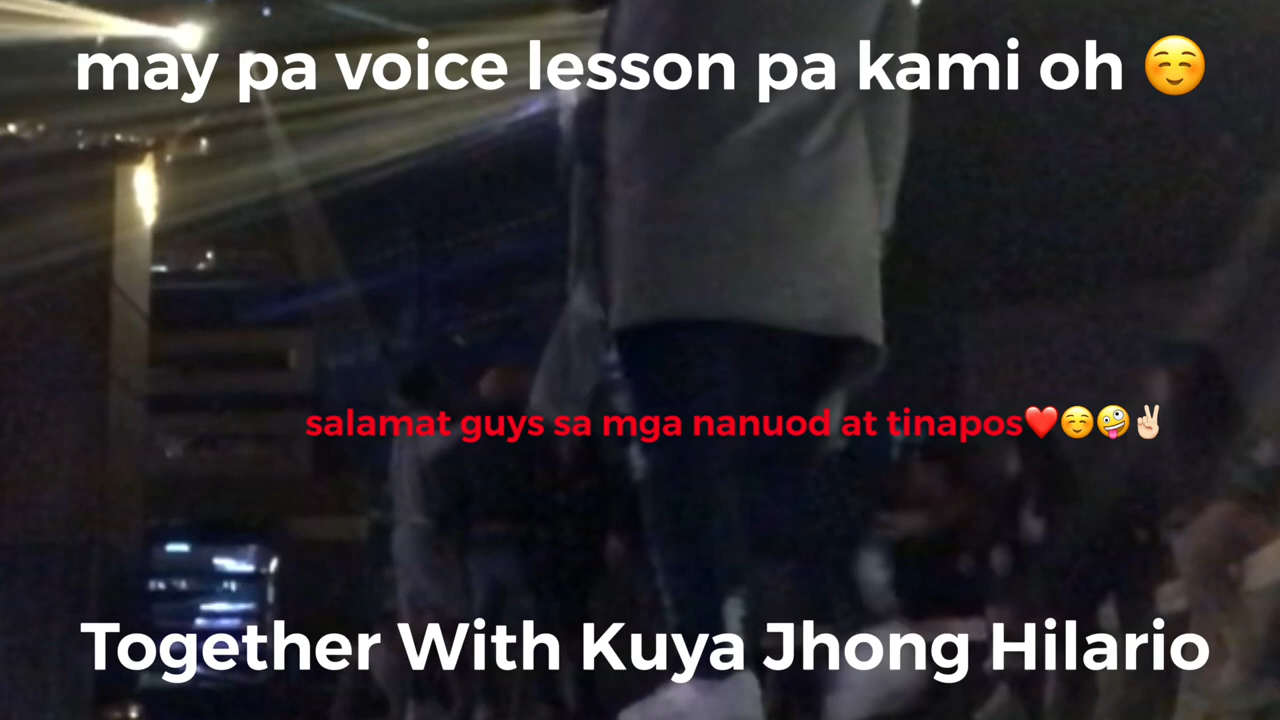 may pa voice lesson pa kami oh ☺️
salamat guys sa mga nanuod at tinapos❤️☺️🤪✌🏻
Together With Kuya Jhong Hilario